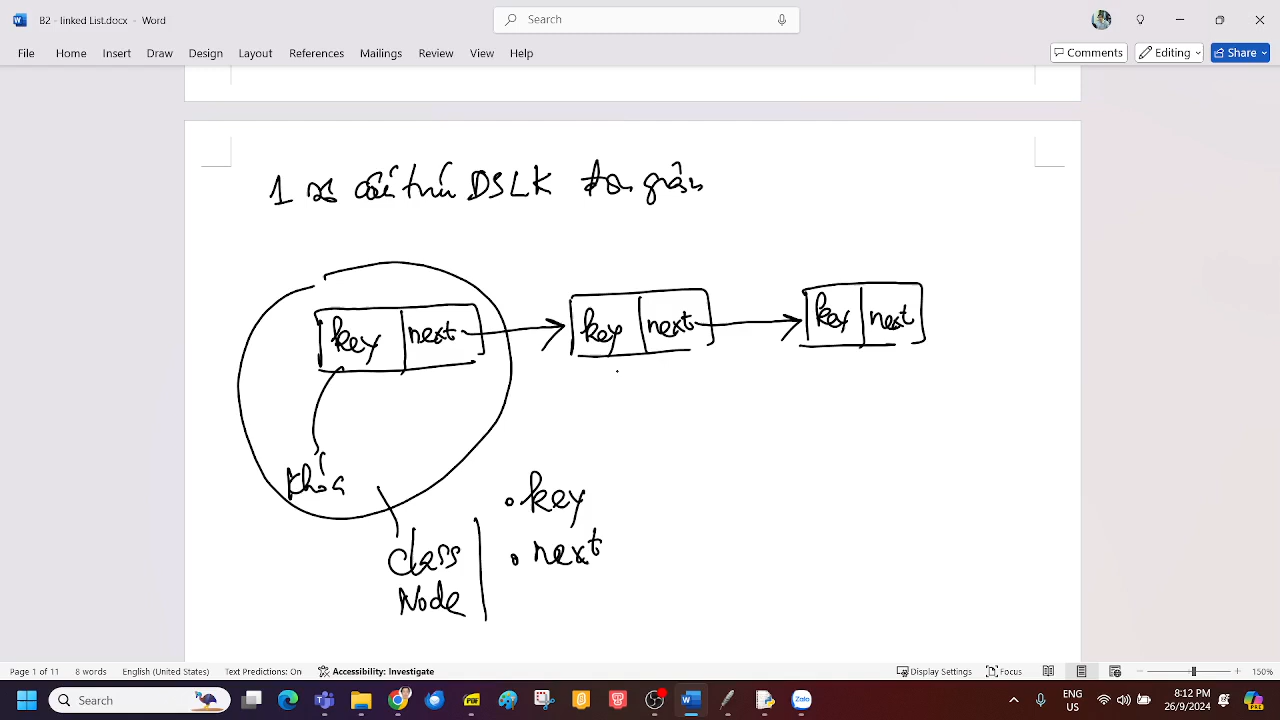 B2 - linked List.docx - Word
Search
File Home Insert Draw Design Layout References Mailings Review View Help
Comments Editing Share
1 số cấu trúc DSLK đơn giản
key next key next key next
khóa
• key
• next
class
Node
Page 1 of 11 8 words English (United States) Text Predictions: On Accessibility: Investigate Display Settings Focus 150%
Search
PDF
Zalo
ENG
US
8:12 PM
26/9/2024